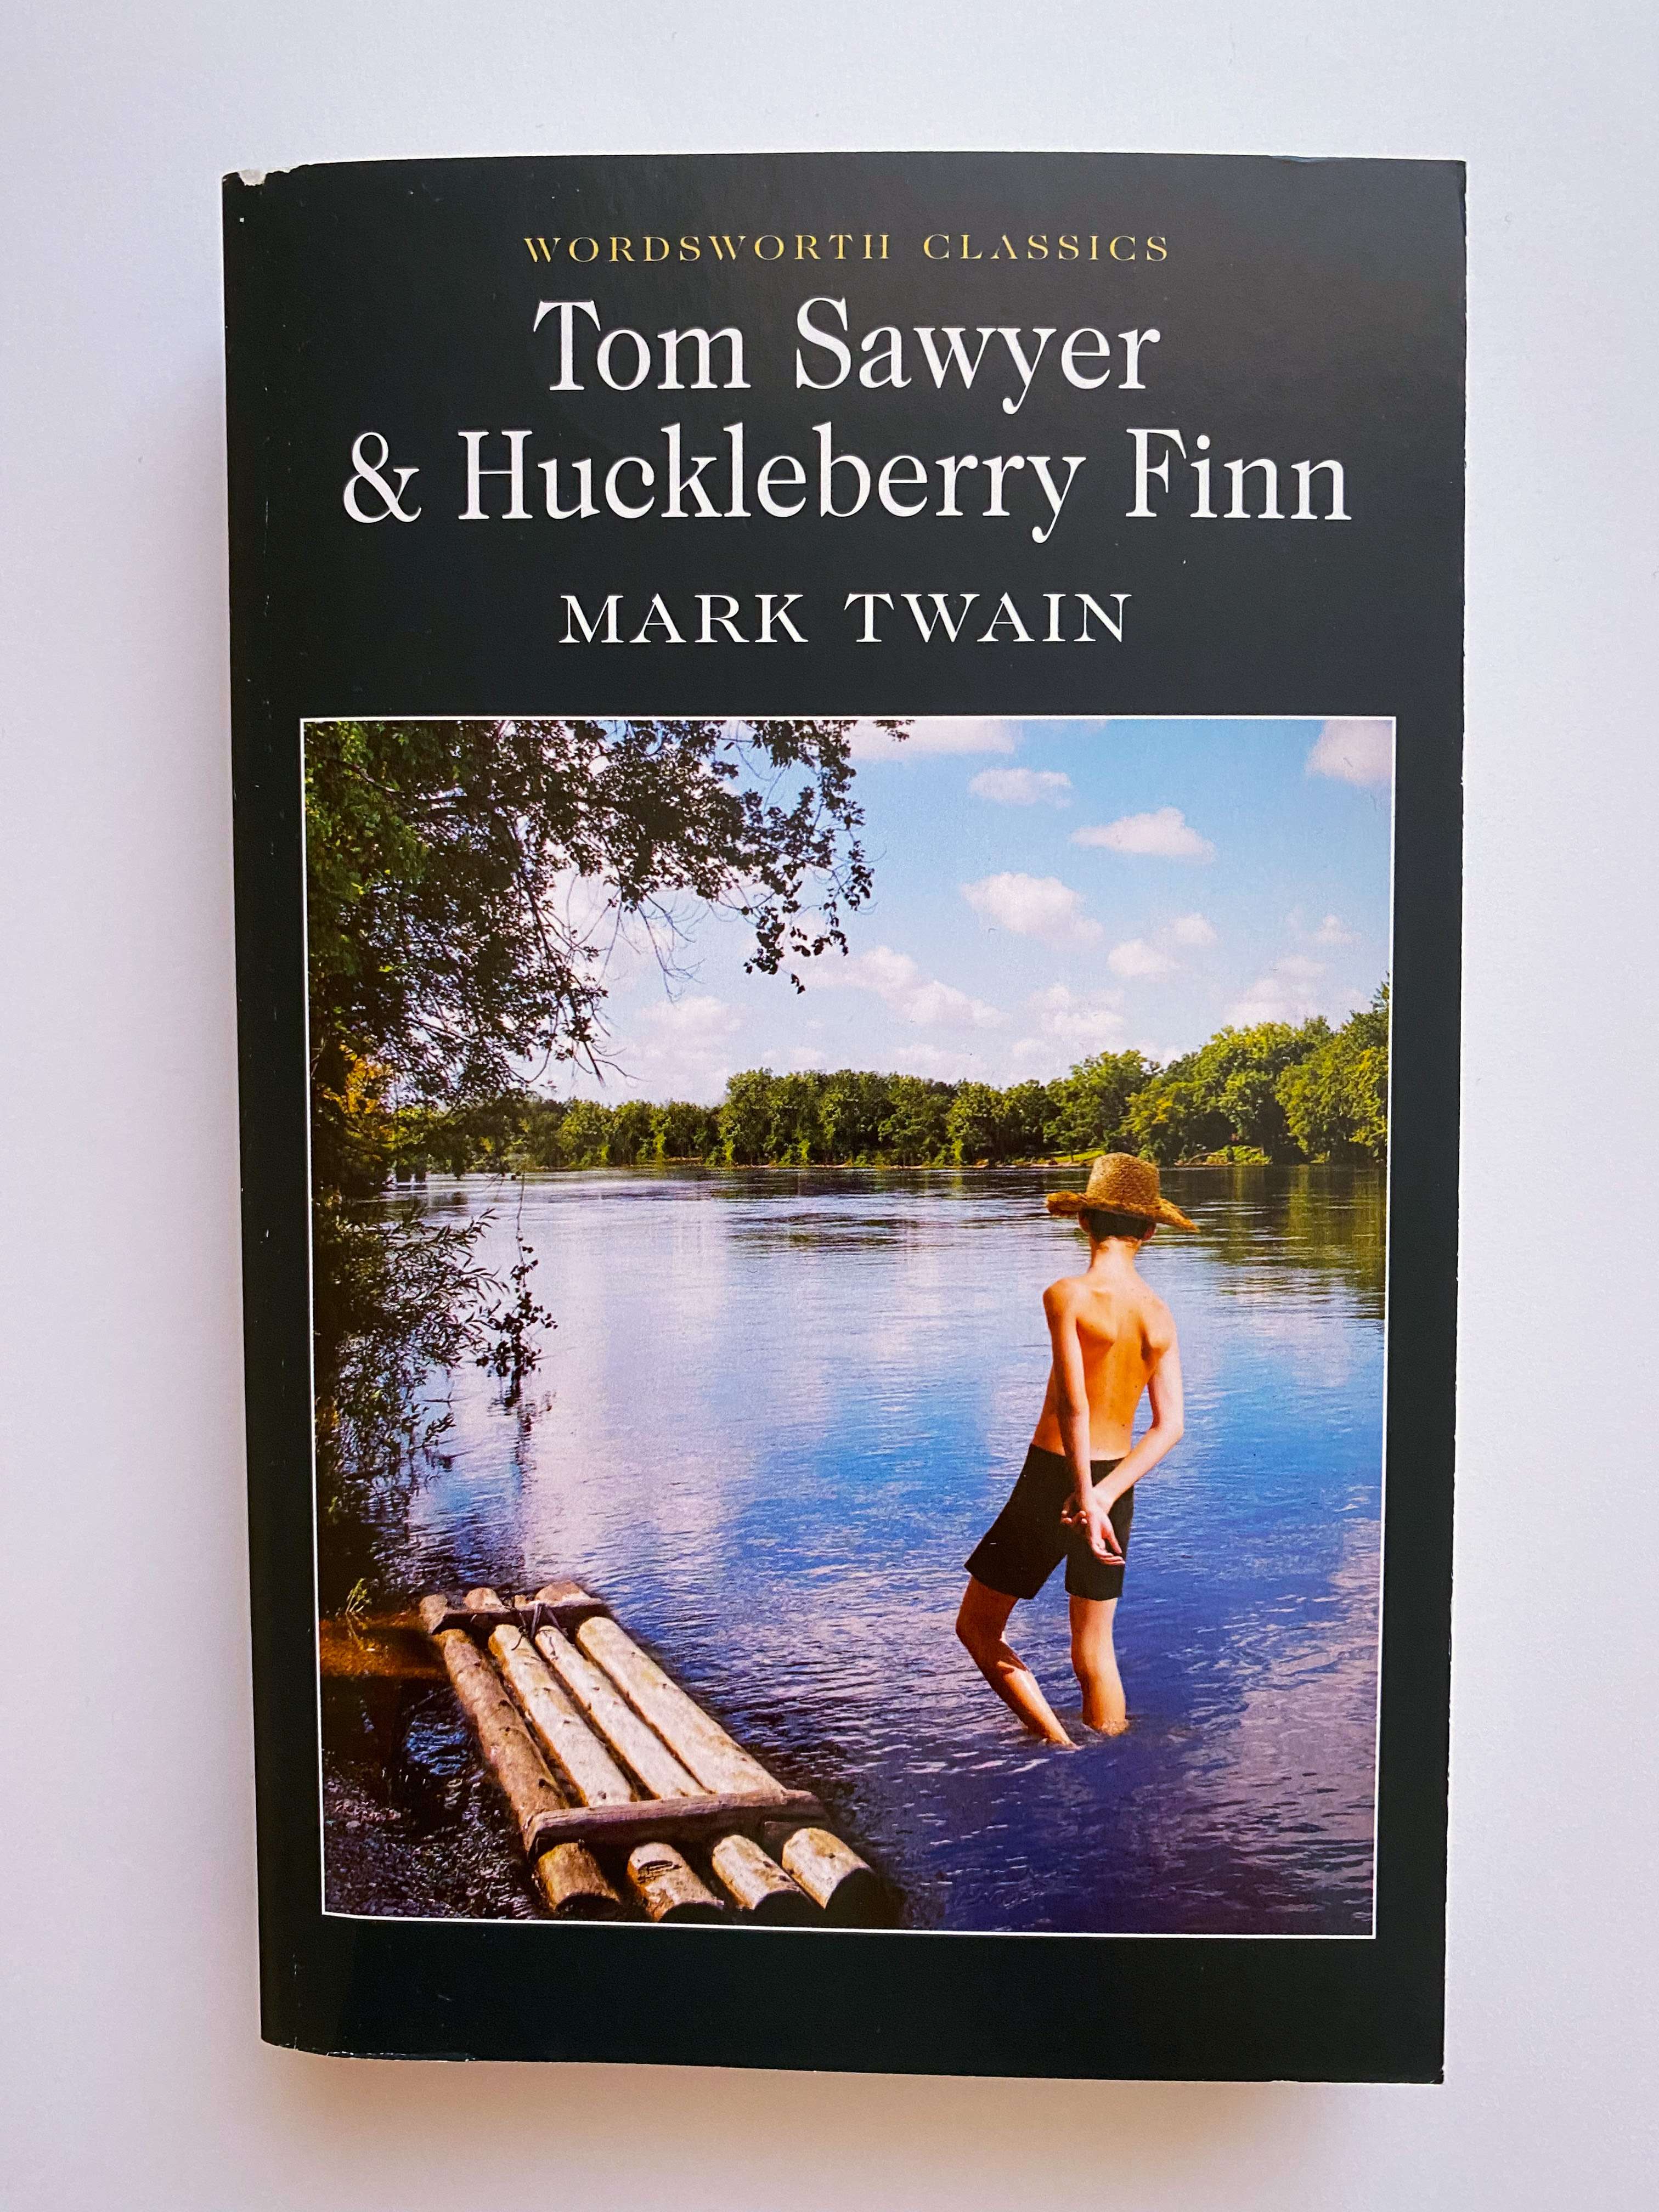 WORDSWORTH CLASSICS
Tom Sawyer
& Huckleberry Finn
MARK TWAIN